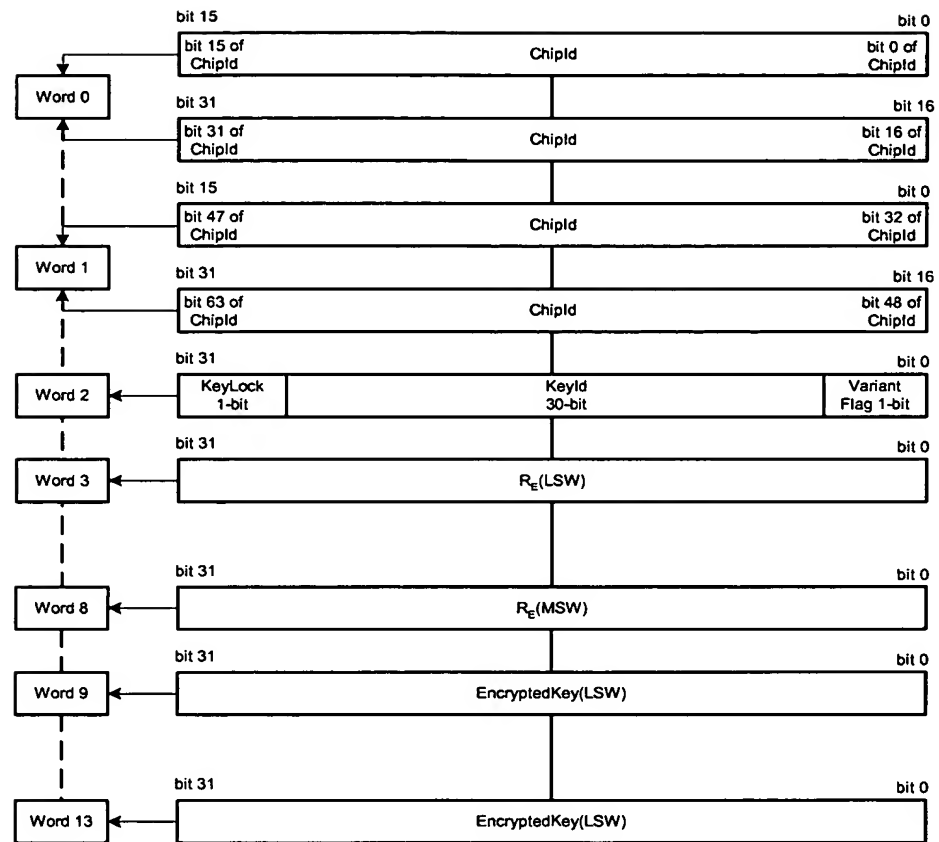 bit 15 bit 0
bit 15 of ChipId bit 0 of
ChipId ChipId
Word 0
bit 31 bit 16
bit 31 of ChipId bit 16 of
ChipId ChipId
bit 15 bit 0
bit 47 of ChipId bit 32 of
ChipId ChipId
Word 1
bit 31 bit 16
bit 63 of ChipId bit 48 of
ChipId ChipId
bit 31 bit 0
Word 2 KeyLock KeyId Variant
1-bit 30-bit Flag 1-bit
bit 31 bit 0
Word 3 RE(LSW)
bit 31 bit 0
Word 8 RE(MSW)
bit 31 bit 0
Word 9 EncryptedKey(LSW)
bit 31 bit 0
Word 13 EncryptedKey(LSW)